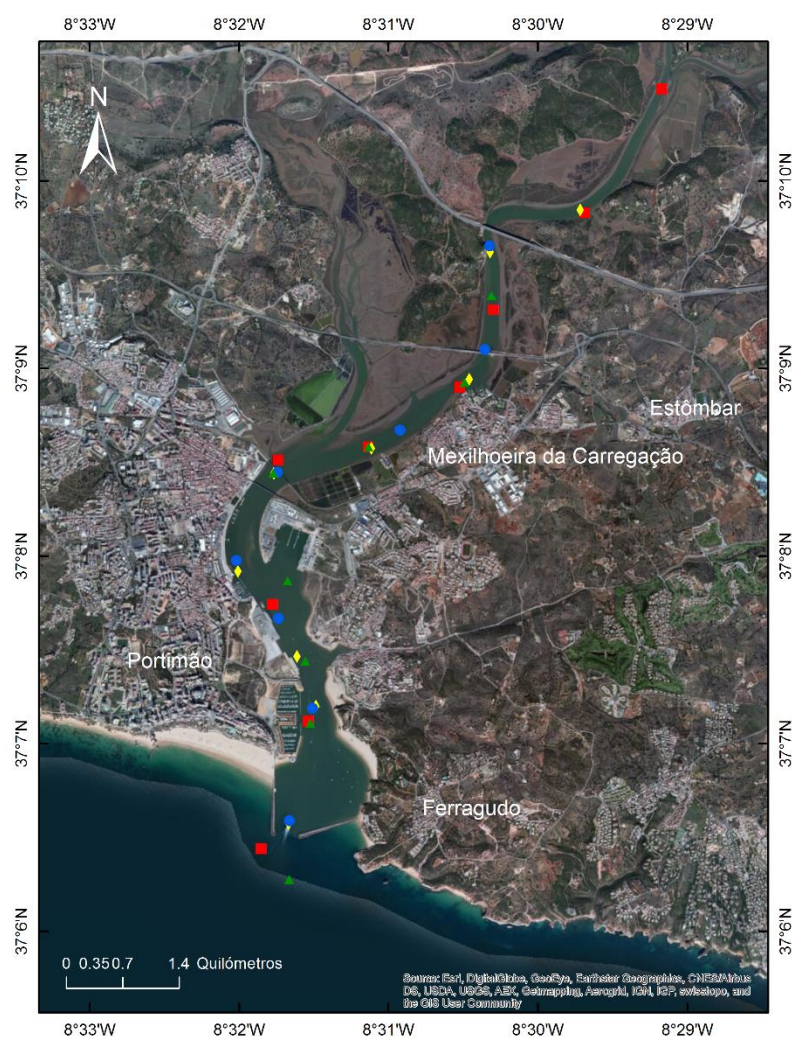 8°33'W 8°32'W 8°31'W 8°30'W 8°29'W
N
37°10'N 37°10'N
37°9'N 37°9'N
Estômbar
Mexilhoeira da Carregação
37°8'N 37°8'N
Portimão
37°7'N 37°7'N
Ferragudo
37°6'N 37°6'N
0 0.35 0.7 1.4 Quilómetros
Source: Esri, DigitalGlobe, GeoEye, Earthstar Geographics, CNES/Airbus
DS, USDA, USGS, AEX, Getmapping, Aerogrid, IGN, IGP, swisstopo, and
the GIS User Community
8°33'W 8°32'W 8°31'W 8°30'W 8°29'W